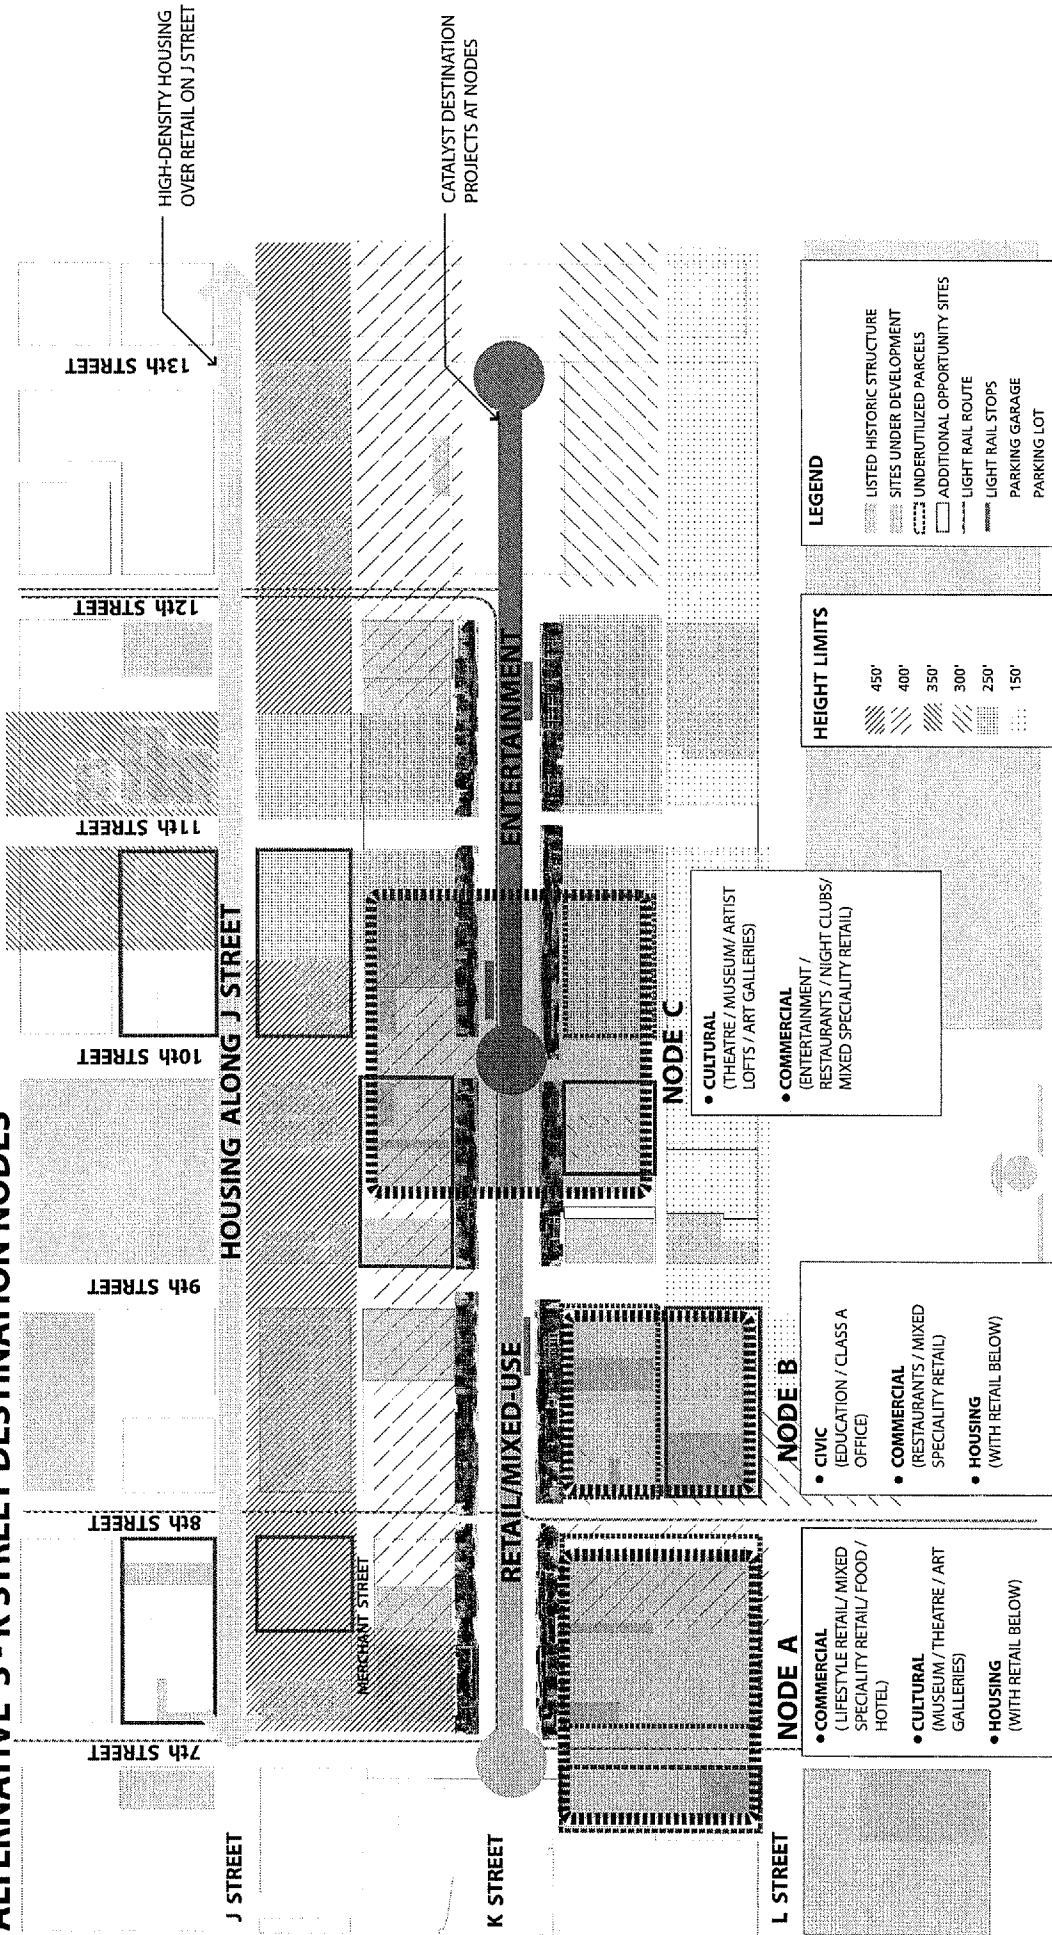 ALTERNATIVE 3 - K STREET DESTINATION NODES
HIGH-DENSITY HOUSING
OVER RETAIL ON J STREET
CATALYST DESTINATION
PROJECTS AT NODES
7th STREET
8th STREET
9th STREET
10th STREET
11th STREET
12th STREET
13th STREET
J STREET
HOUSING ALONG J STREET
MERCHANT STREET
K STREET
RETAIL/MIXED-USE
ENTERTAINMENT
L STREET
NODE A
• COMMERCIAL
( LIFESTYLE RETAIL/ MIXED
SPECIALITY RETAIL/ FOOD /
HOTEL)
• CULTURAL
(MUSEUM/ THEATRE / ART
GALLERIES)
• HOUSING
(WITH RETAIL BELOW)
NODE B
• CIVIC
(EDUCATION / CLASS A
OFFICE)
• COMMERCIAL
(RESTAURANTS / MIXED
SPECIALITY RETAIL)
• HOUSING
(WITH RETAIL BELOW)
NODE C
• CULTURAL
(THEATRE / MUSEUM/ ARTIST
LOFTS / ART GALLERIES)
• COMMERCIAL
(ENTERTAINMENT /
RESTAURANTS / NIGHT CLUBS/
MIXED SPECIALITY RETAIL)
HEIGHT LIMITS
450'
400'
350'
300'
250'
150'
LEGEND
LISTED HISTORIC STRUCTURE
SITES UNDER DEVELOPMENT
UNDERUTILIZED PARCELS
ADDITIONAL OPPORTUNITY SITES
LIGHT RAIL ROUTE
LIGHT RAIL STOPS
PARKING GARAGE
PARKING LOT